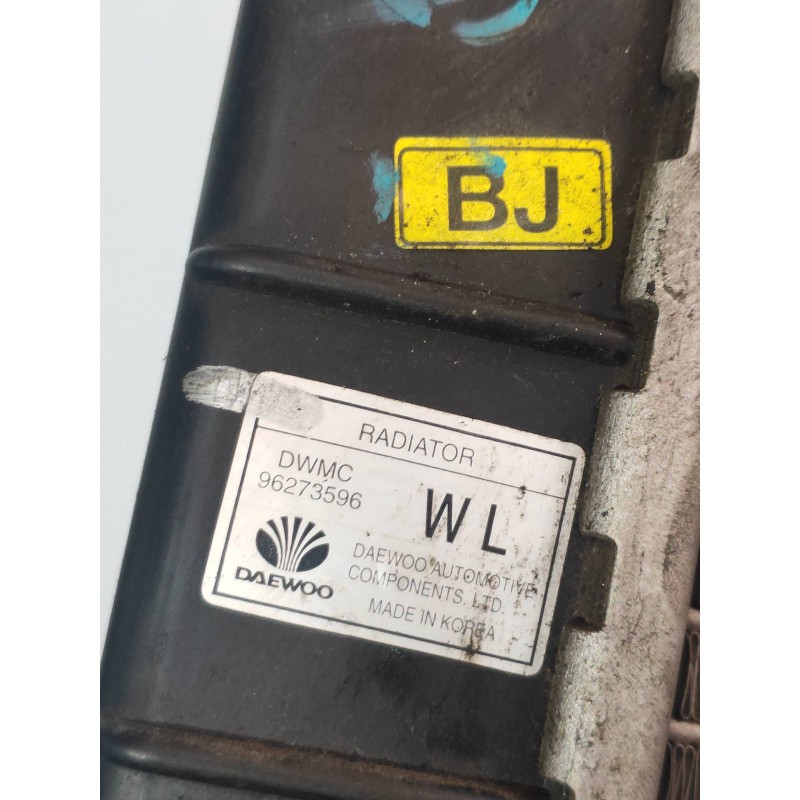 BJ
RADIATOR
DWMC
96273596
WL
DAEWOO
DAEWOO AUTOMOTIVE
COMPONENTS. LTD.
MADE IN KOREA